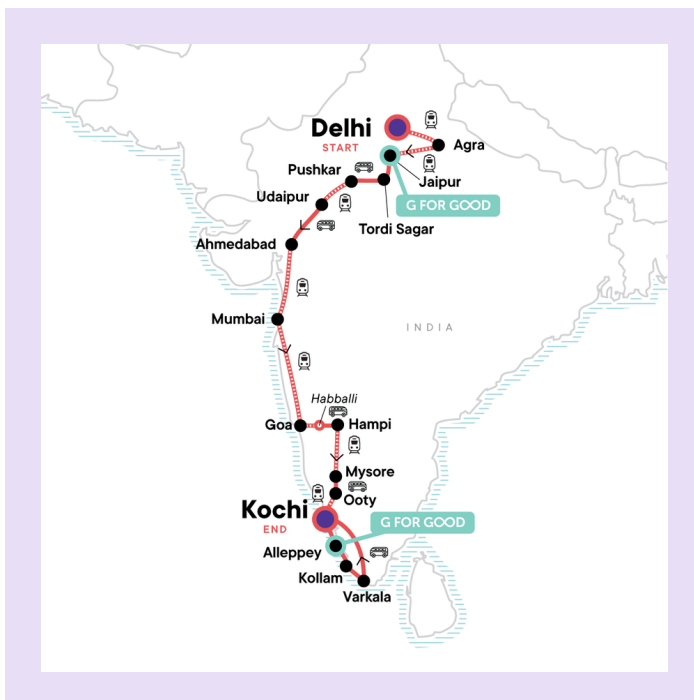 Delhi
START
Agra
Jaipur
G FOR GOOD
Pushkar
Tordi Sagar
Udaipur
Ahmedabad
Mumbai
INDIA
Habballi
Goa
Hampi
Mysore
Ooty
Kochi
END
G FOR GOOD
Alleppey
Kollam
Varkala